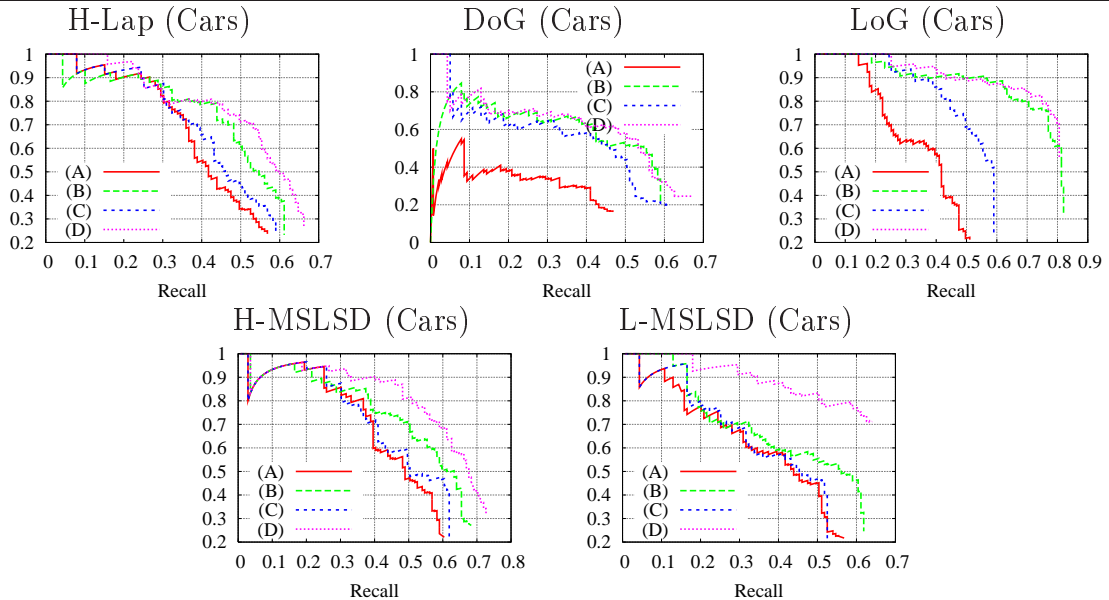 H-Lap (Cars)
1
0.9
0.8
0.7
0.6
0.5
0.4
0.3
0.2
(A)
(B)
(C)
(D)
0 0.1 0.2 0.3 0.4 0.5 0.6 0.7
Recall
DoG (Cars)
1
0.8
0.6
0.4
0.2
0
(A)
(B)
(C)
(D)
0 0.1 0.2 0.3 0.4 0.5 0.6 0.7
Recall
LoG (Cars)
1
0.9
0.8
0.7
0.6
0.5
0.4
0.3
0.2
(A)
(B)
(C)
(D)
0 0.1 0.2 0.3 0.4 0.5 0.6 0.7 0.8 0.9
Recall
H-MSLSD (Cars)
1
0.9
0.8
0.7
0.6
0.5
0.4
0.3
0.2
(A)
(B)
(C)
(D)
0 0.1 0.2 0.3 0.4 0.5 0.6 0.7 0.8
Recall
L-MSLSD (Cars)
1
0.9
0.8
0.7
0.6
0.5
0.4
0.3
0.2
(A)
(B)
(C)
(D)
0 0.1 0.2 0.3 0.4 0.5 0.6 0.7
Recall